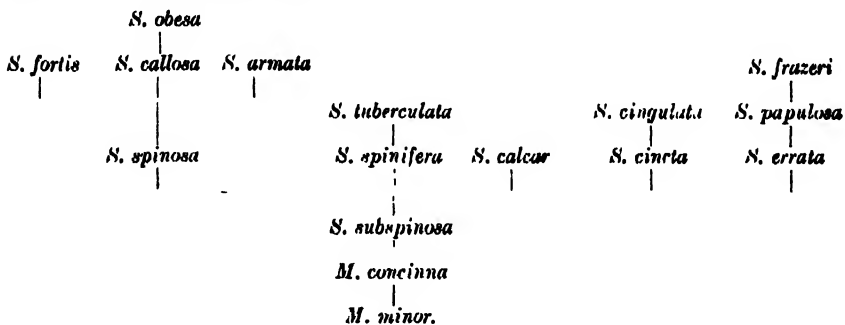 S. obesa
S. fortis S. callosa S. armata S. frazeri
S. tuberculata S. cingulata S. papulosa
S. spinosa S. spinifera S. calcar S. cincta S. errata
S. subspinosa
M. concinna
M. minor.